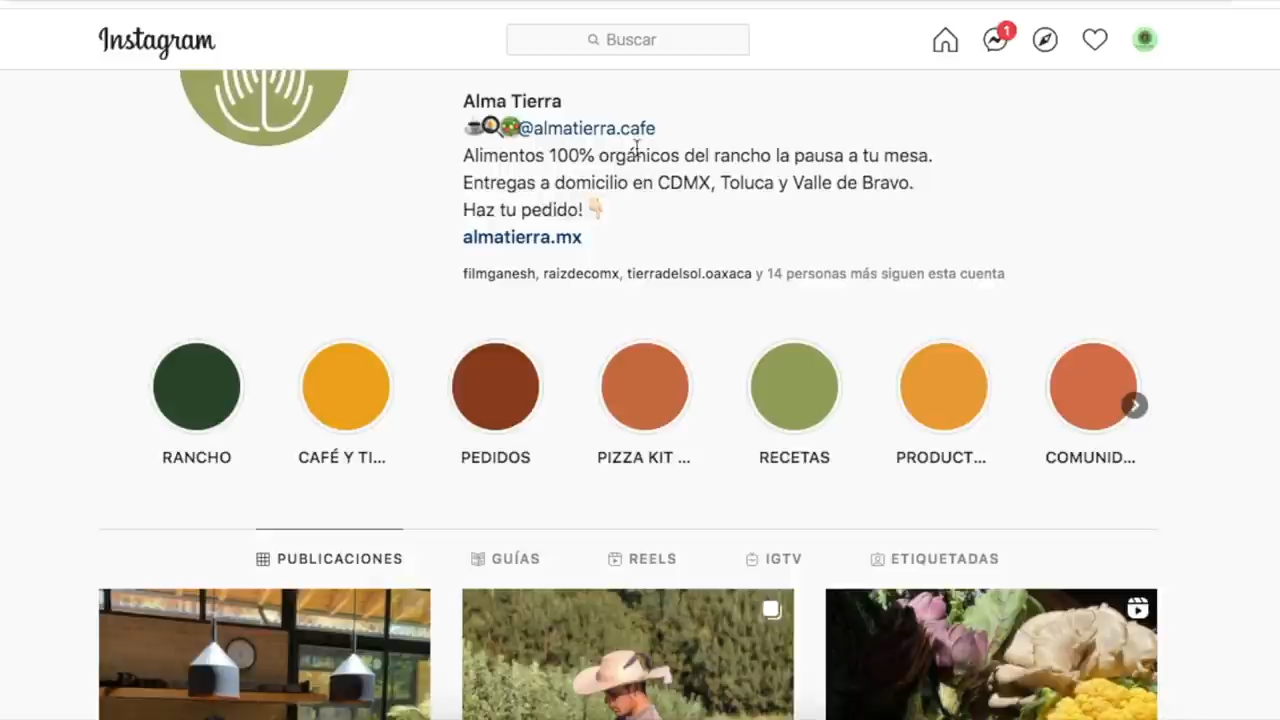 Instagram
Buscar
1
Alma Tierra
@almatierra.cafe
Alimentos 100% orgánicos del rancho la pausa a tu mesa.
Entregas a domicilio en CDMX, Toluca y Valle de Bravo.
Haz tu pedido!
almatierra.mx
filmganesh, raizdecomx, tierradelsol.oaxaca y 14 personas más siguen esta cuenta
RANCHO
CAFÉ Y TI...
PEDIDOS
PIZZA KIT ...
RECETAS
PRODUCT...
COMUNID...
PUBLICACIONES
GUÍAS
REELS
IGTV
ETIQUETADAS